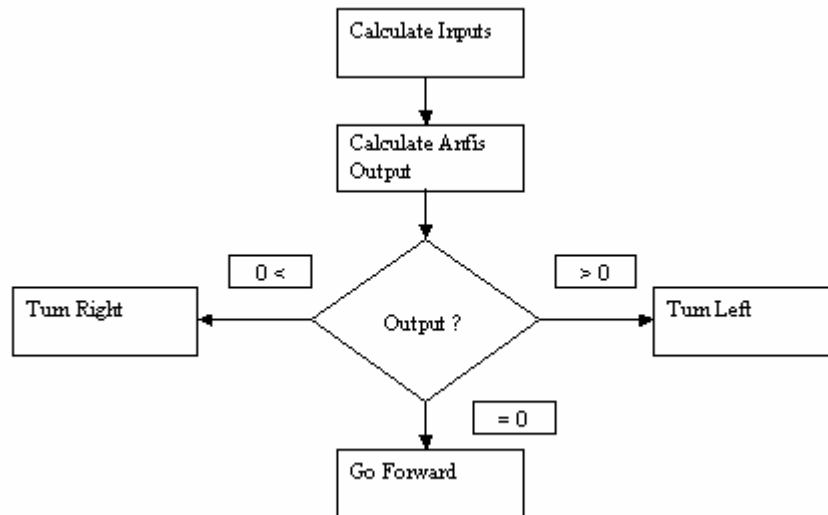 Calculate Inputs
Calculate Anfis
Output
0 <
> 0
Turn Right
Output ?
Turn Left
= 0
Go Forward